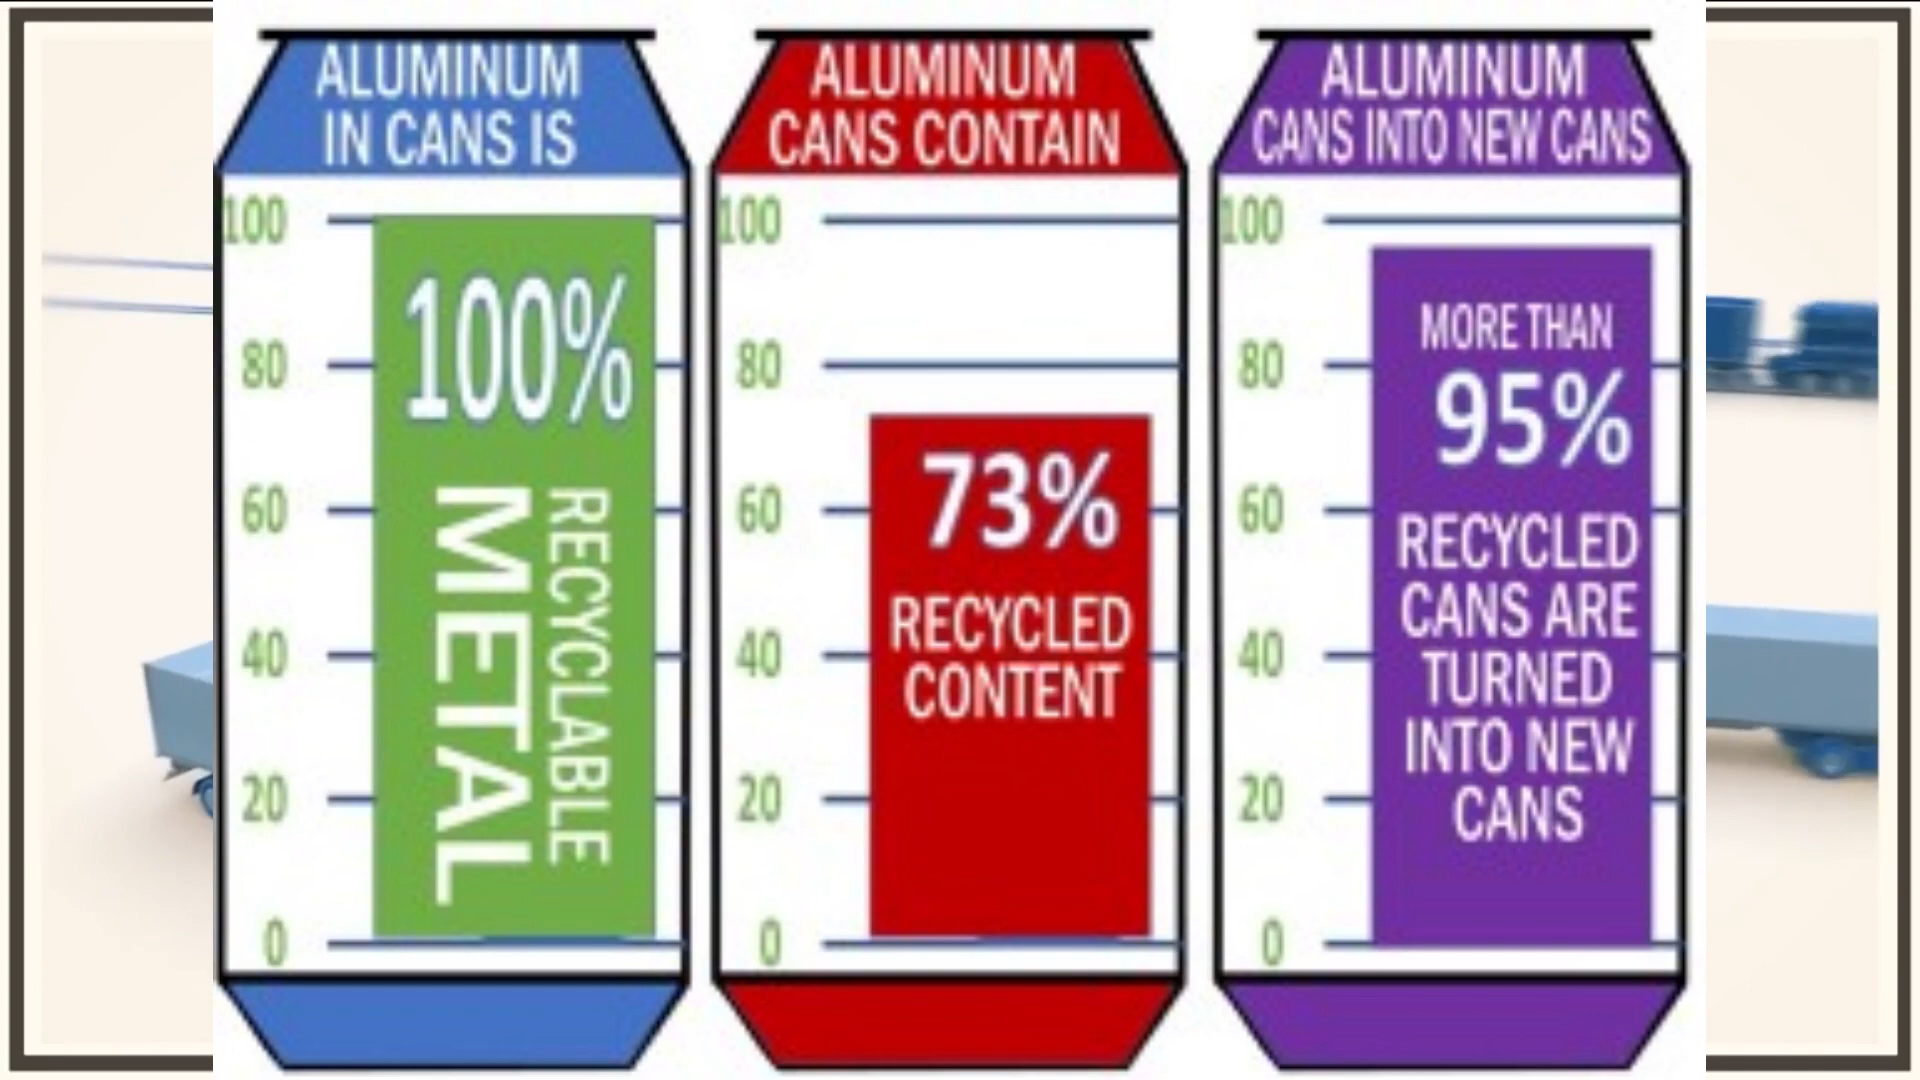 ALUMINUM
IN CANS IS
100
80
60
40
20
0
100%
RECYCLABLE
METAL
ALUMINUM
CANS CONTAIN
100
80
60
40
20
0
73%
RECYCLED
CONTENT
ALUMINUM
CANS INTO NEW CANS
100
80
60
40
20
0
MORE THAN
95%
RECYCLED
CANS ARE
TURNED
INTO NEW
CANS